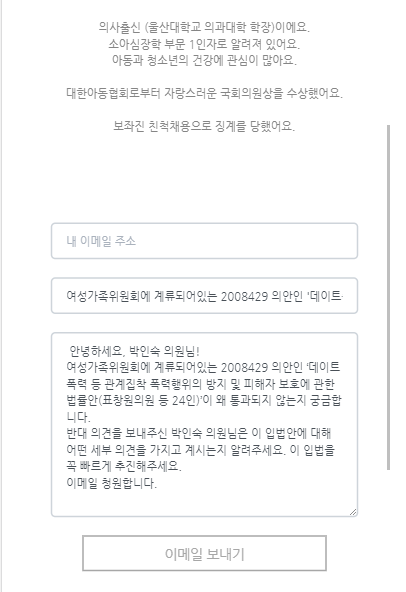 의사출신 (울산대학교 의과대학 학장)이에요.
소아심장학 부문 1인자로 알려져 있어요.
아동과 청소년의 건강에 관심이 많아요.
대한아동협회로부터 자랑스러운 국회의원상을 수상했어요.
보좌진 친척채용으로 징계를 당했어요.
내 이메일 주소
여성가족위원회에 계류되어있는 2008429 의안인 '데이트
안녕하세요, 박인숙 의원님!
여성가족위원회에 계류되어있는 2008429 의안인 '데이트
폭력 등 관계집착 폭력행위의 방지 및 피해자 보호에 관한
법률안(표창원의원 등 24인)'이 왜 통과되지 않는지 궁금합
니다.
반대 의견을 보내주신 박인숙 의원님은 이 입법안에 대해
어떤 세부 의견을 가지고 계시는지 알려주세요. 이 입법을
꼭 빠르게 추진해주세요.
이메일 청원합니다.
이메일 보내기